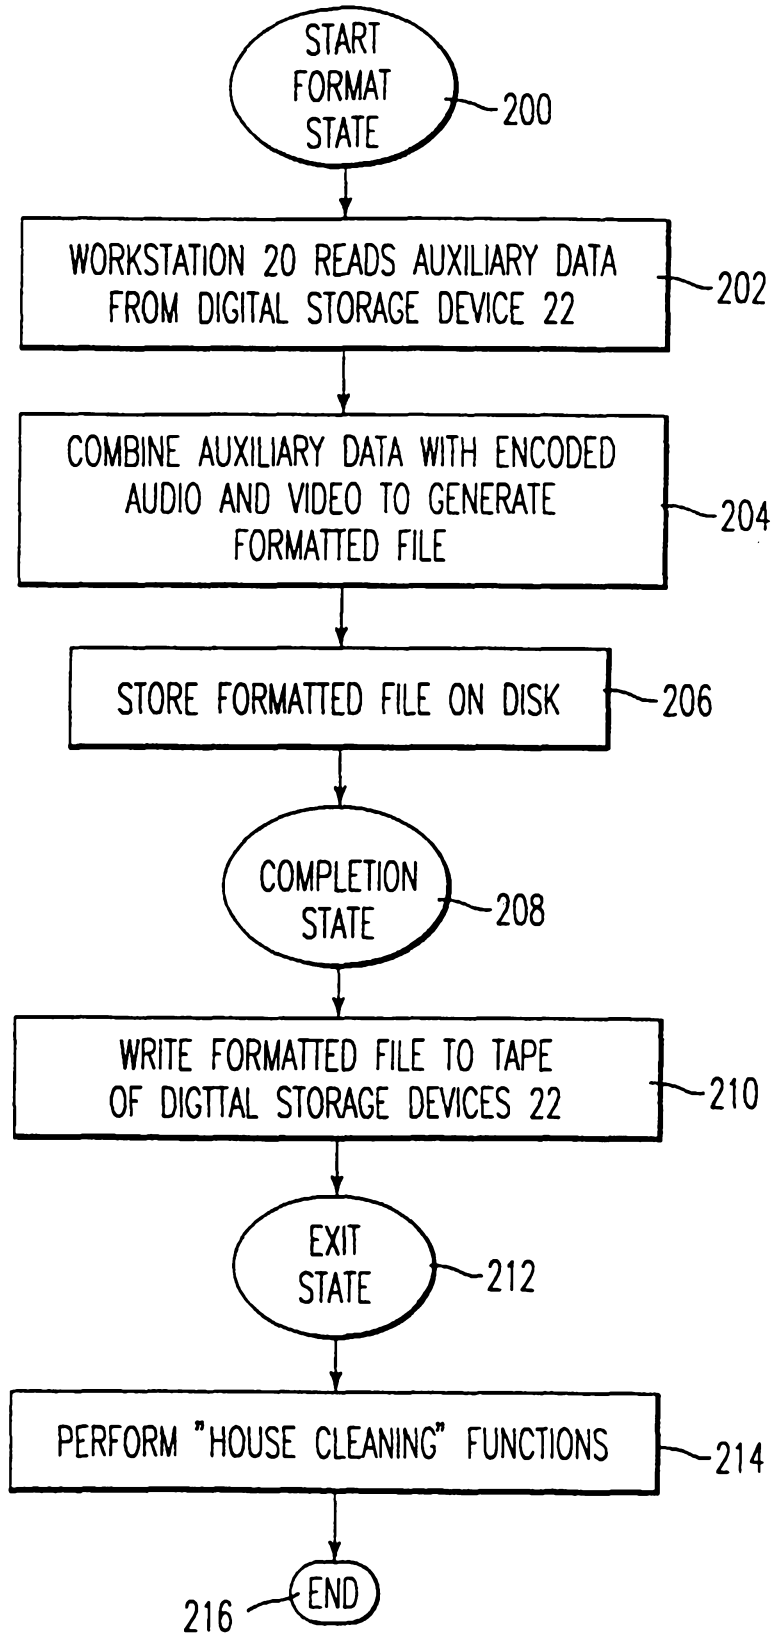 START
FORMAT
STATE
200
WORKSTATION 20 READS AUXILIARY DATA
FROM DIGITAL STORAGE DEVICE 22
202
COMBINE AUXILIARY DATA WITH ENCODED
AUDIO AND VIDEO TO GENERATE
FORMATTED FILE
204
STORE FORMATTED FILE ON DISK
206
COMPLETION
STATE
208
WRITE FORMATTED FILE TO TAPE
OF DIGTTAL STORAGE DEVICES 22
210
EXIT
STATE
212
PERFORM "HOUSE CLEANING" FUNCTIONS
214
END
216